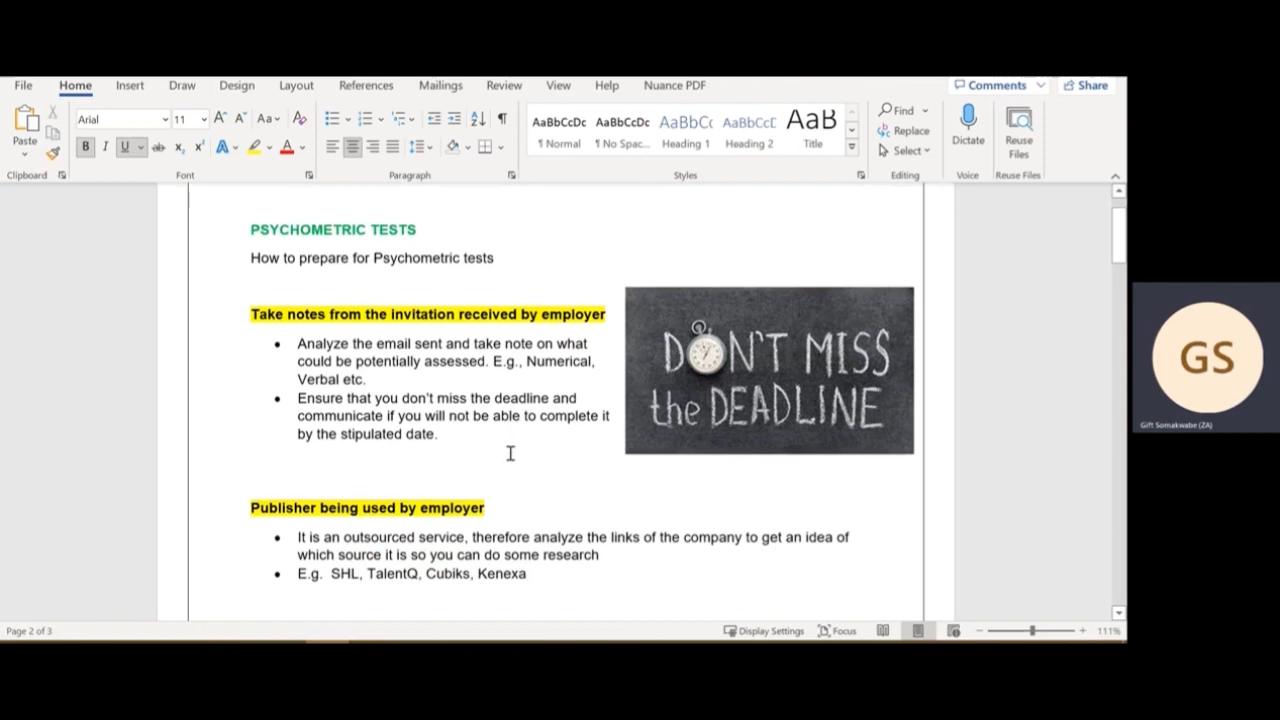 File Home Insert Draw Design Layout References Mailings Review View Help Nuance PDF Comments Share
Arial 11 Aa AaBbCcDc AaBbCcDc AaBbCc AaBbCcD AaB Find
Paste Replace Dictate Reuse Files
B I U ab x₂ x² A A ¶ Normal ¶ No Spac... Heading 1 Heading 2 Title Select
Clipboard Font Paragraph Styles Editing Voice Reuse Files
PSYCHOMETRIC TESTS
How to prepare for Psychometric tests
Take notes from the invitation received by employer
• Analyze the email sent and take note on what
could be potentially assessed. E.g., Numerical,
Verbal etc.
• Ensure that you don't miss the deadline and
communicate if you will not be able to complete it
by the stipulated date.
DON'T MISS
the DEADLINE
Publisher being used by employer
• It is an outsourced service, therefore analyze the links of the company to get an idea of
which source it is so you can do some research
• E.g. SHL, TalentQ, Cubiks, Kenexa
GS
Gift Somakwabe (ZA)
Page 2 of 3 Display Settings Focus 111%